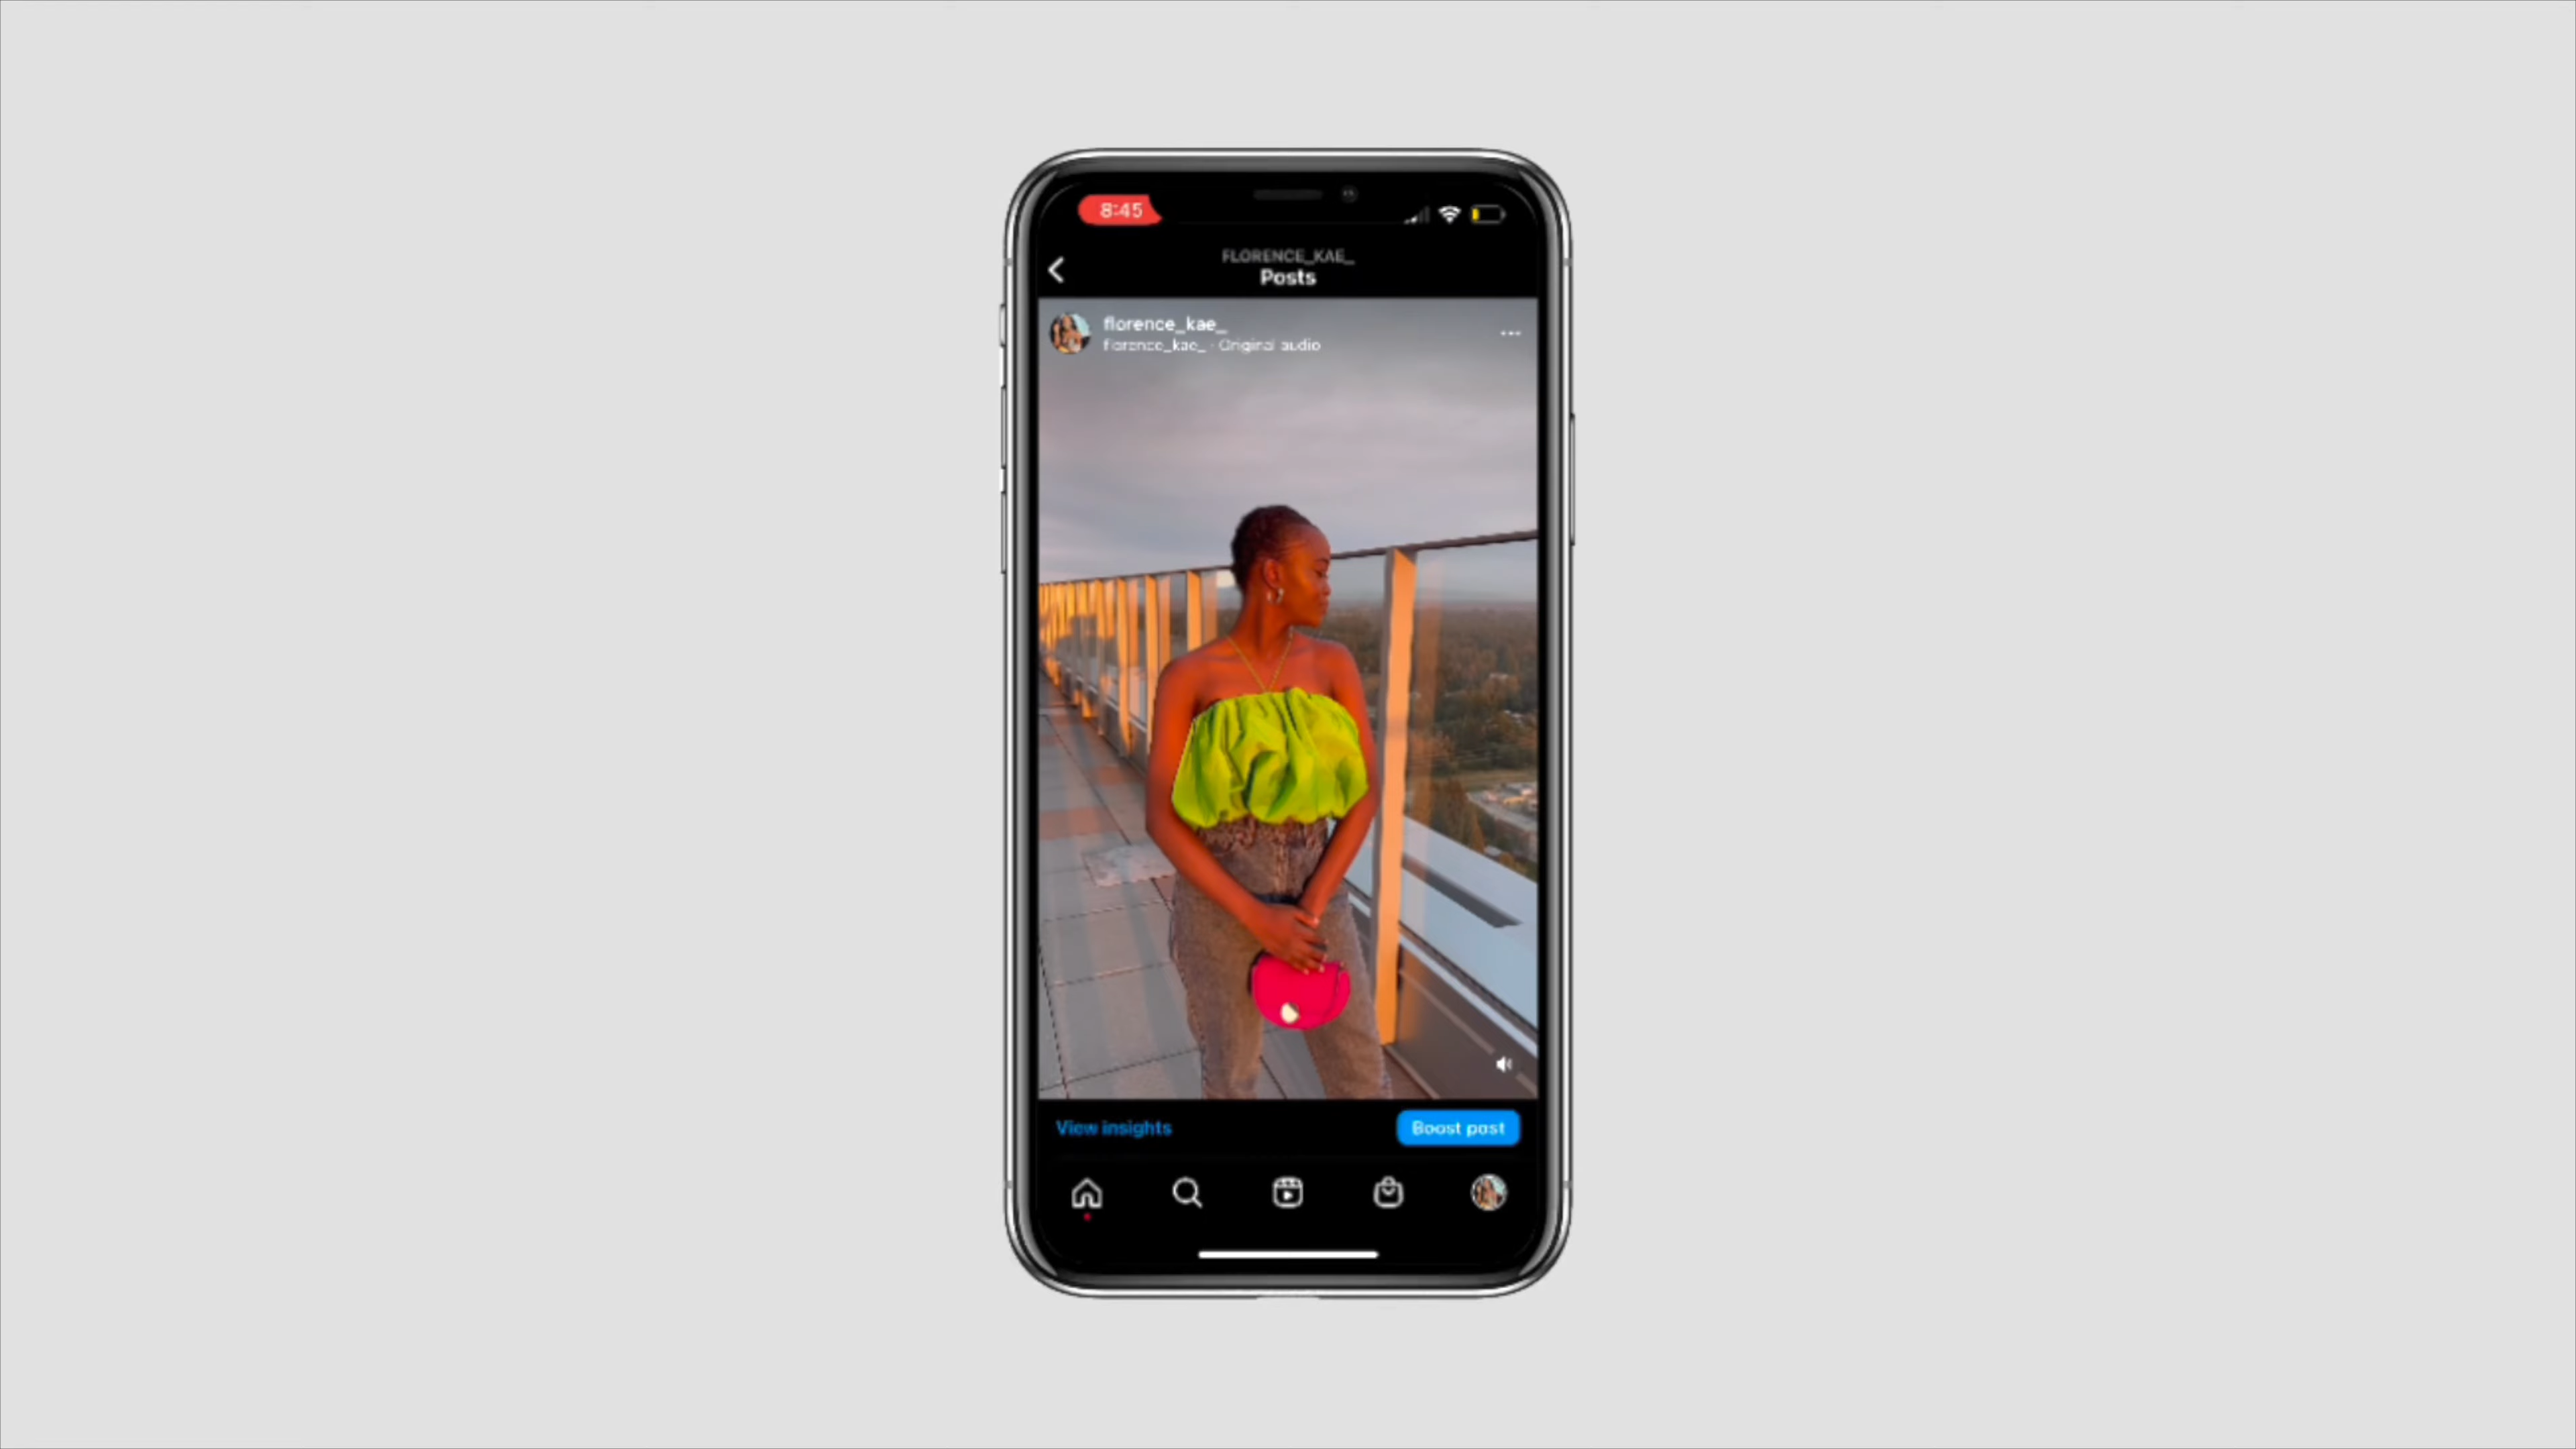 8:45
FLORENCE_KAE_
Posts
florence_kae_
florence_kae_ · Original audio
View insights
Boost post